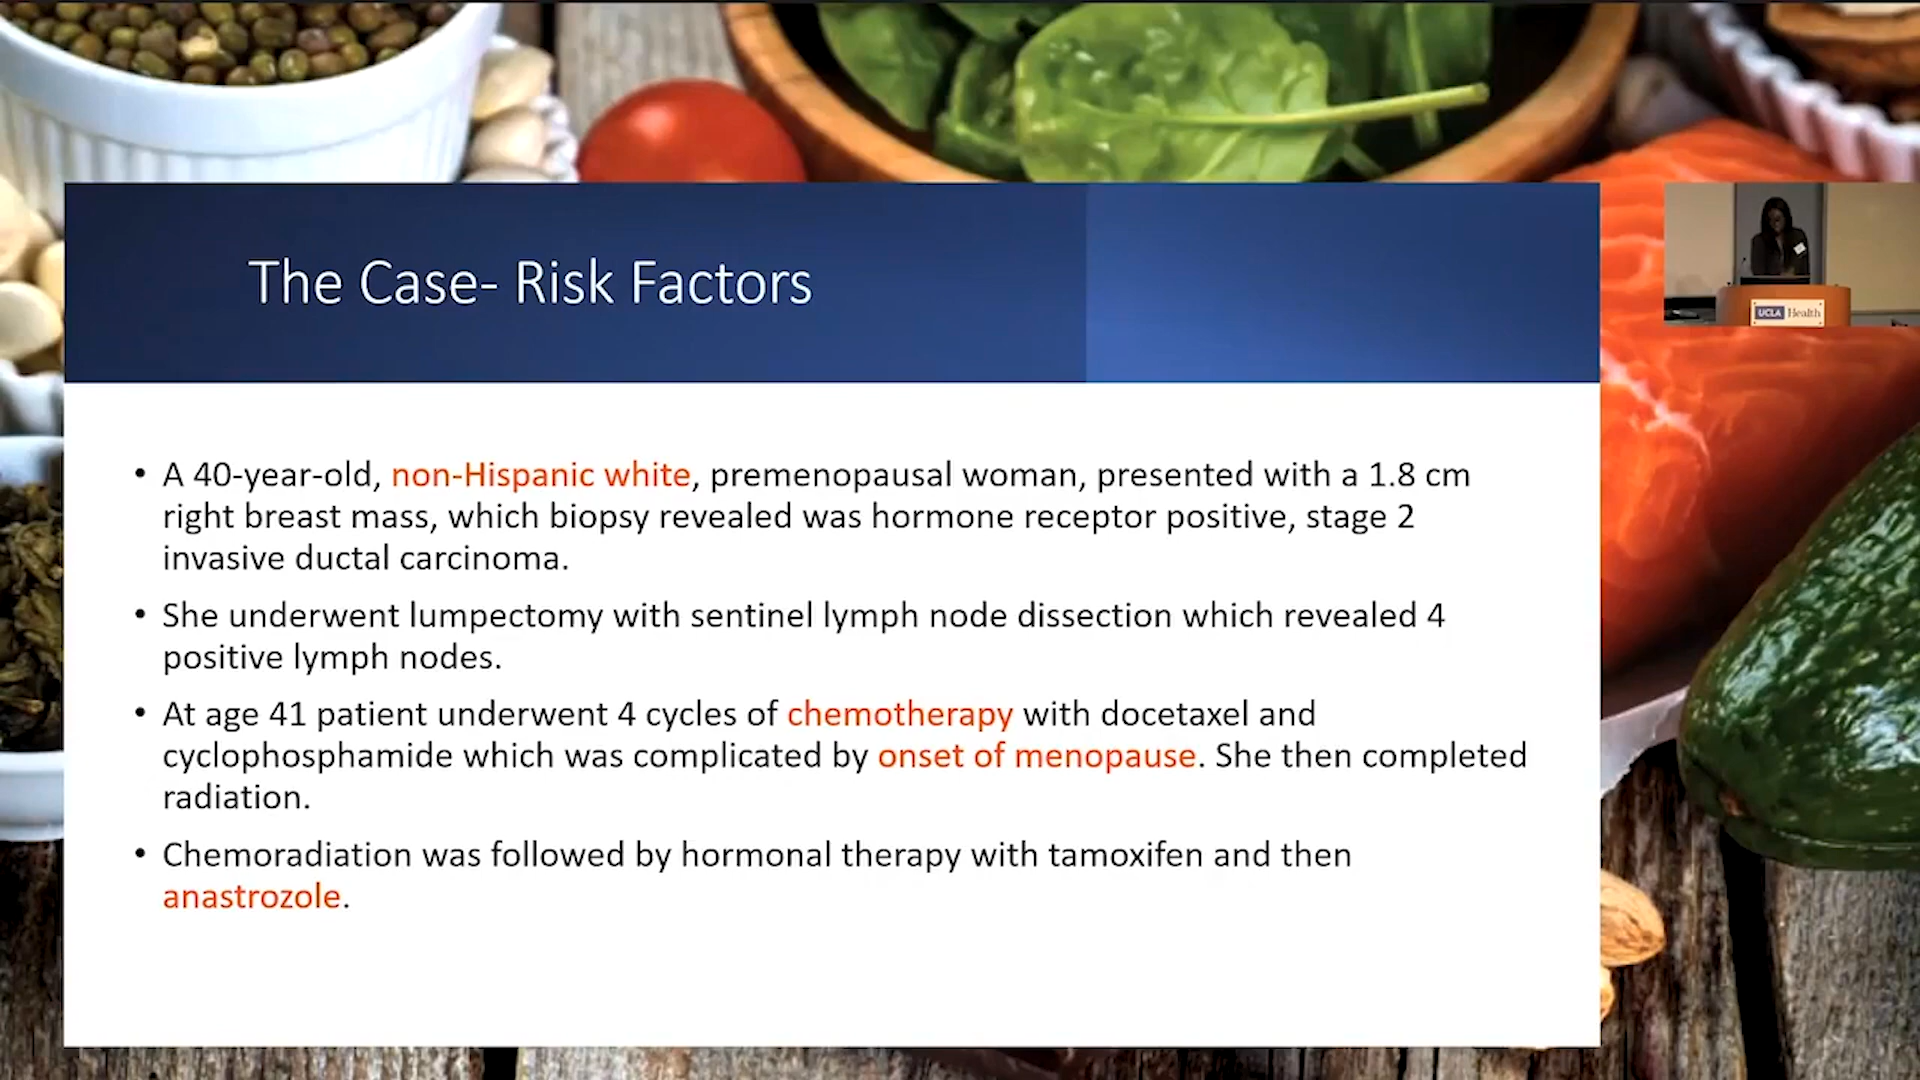 The Case- Risk Factors
UCLA Health
• A 40-year-old, non-Hispanic white, premenopausal woman, presented with a 1.8 cm
right breast mass, which biopsy revealed was hormone receptor positive, stage 2
invasive ductal carcinoma.
• She underwent lumpectomy with sentinel lymph node dissection which revealed 4
positive lymph nodes.
• At age 41 patient underwent 4 cycles of chemotherapy with docetaxel and
cyclophosphamide which was complicated by onset of menopause. She then completed
radiation.
• Chemoradiation was followed by hormonal therapy with tamoxifen and then
anastrozole.